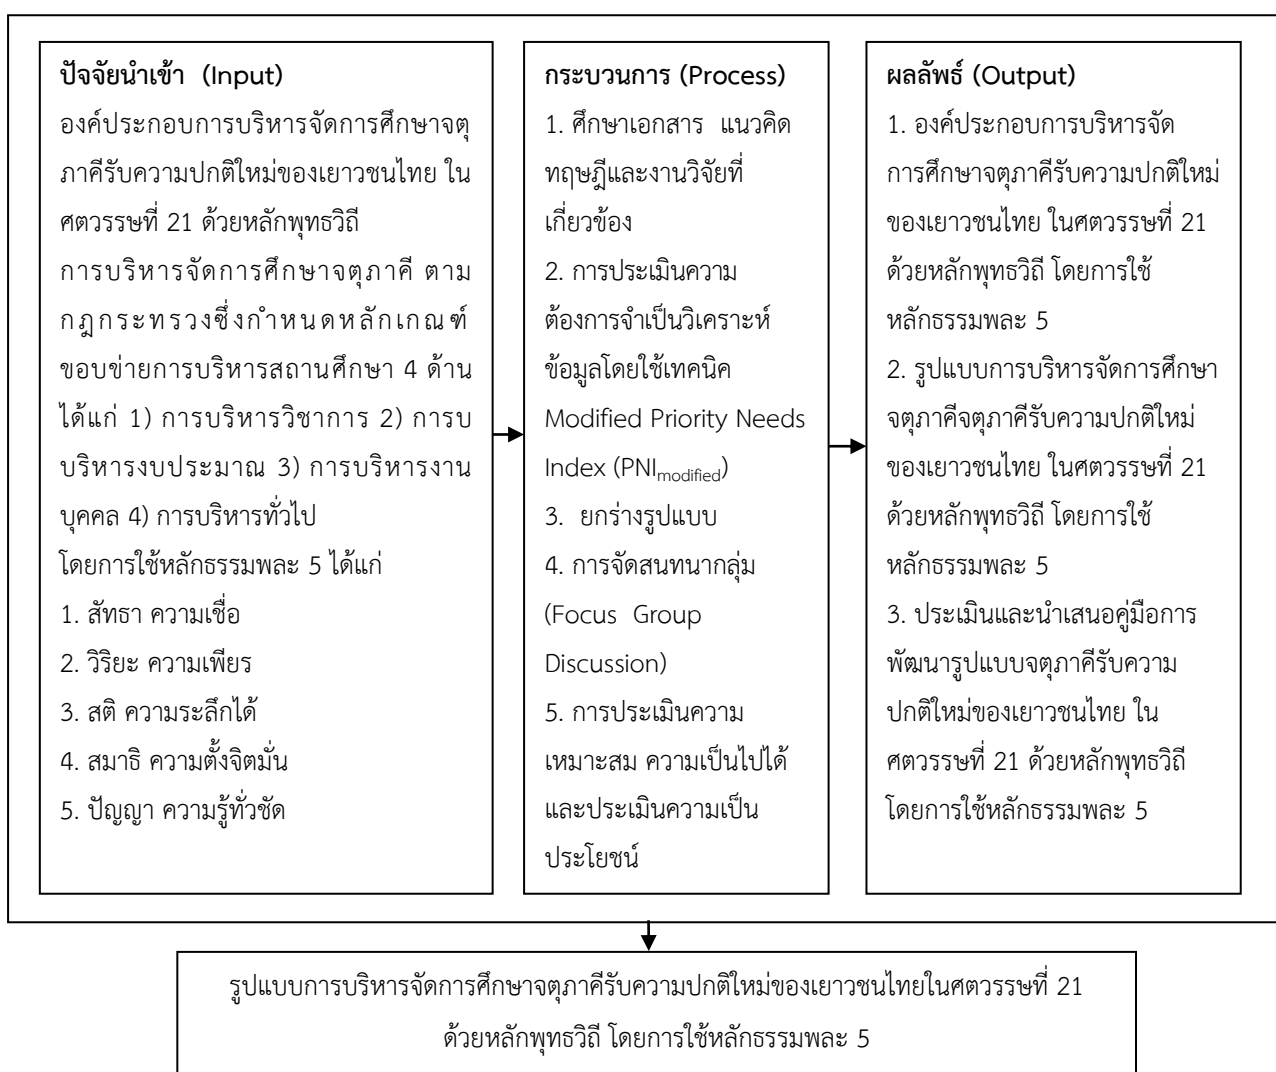 ปัจจัยนำเข้า (Input)
องค์ประกอบการบริหารจัดการศึกษาจตุ
ภาคีรับความปกติใหม่ของเยาวชนไทย ใน
ศตวรรษที่ 21 ด้วยหลักพุทธวิถี
การบริหารจัดการศึกษาจตุภาคี ตาม
กฎกระทรวงซึ่งกำหนดหลักเกณฑ์
ขอบข่ายการบริหารสถานศึกษา 4 ด้าน
ได้แก่ 1) การบริหารวิชาการ 2) การบ
บริหารงบประมาณ 3) การบริหารงาน
บุคคล 4) การบริหารทั่วไป
โดยการใช้หลักธรรมพละ 5 ได้แก่
1. สัทธา ความเชื่อ
2. วิริยะ ความเพียร
3. สติ ความระลึกได้
4. สมาธิ ความตั้งจิตมั่น
5. ปัญญา ความรู้ทั่วชัด
กระบวนการ (Process)
1. ศึกษาเอกสาร แนวคิด
ทฤษฎีและงานวิจัยที่
เกี่ยวข้อง
2. การประเมินความ
ต้องการจำเป็นวิเคราะห์
ข้อมูลโดยใช้เทคนิค
Modified Priority Needs
Index (PNImodified)
3. ยกร่างรูปแบบ
4. การจัดสนทนากลุ่ม
(Focus Group
Discussion)
5. การประเมินความ
เหมาะสม ความเป็นไปได้
และประเมินความเป็น
ประโยชน์
ผลลัพธ์ (Output)
1. องค์ประกอบการบริหารจัด
การศึกษาจตุภาคีรับความปกติใหม่
ของเยาวชนไทย ในศตวรรษที่ 21
ด้วยหลักพุทธวิถี โดยการใช้
หลักธรรมพละ 5
2. รูปแบบการบริหารจัดการศึกษา
จตุภาคีจตุภาคีรับความปกติใหม่
ของเยาวชนไทย ในศตวรรษที่ 21
ด้วยหลักพุทธวิถี โดยการใช้
หลักธรรมพละ 5
3. ประเมินและนำเสนอคู่มือการ
พัฒนารูปแบบจตุภาคีรับความ
ปกติใหม่ของเยาวชนไทย ใน
ศตวรรษที่ 21 ด้วยหลักพุทธวิถี
โดยการใช้หลักธรรมพละ 5
รูปแบบการบริหารจัดการศึกษาจตุภาคีรับความปกติใหม่ของเยาวชนไทยในศตวรรษที่ 21
ด้วยหลักพุทธวิถี โดยการใช้หลักธรรมพละ 5